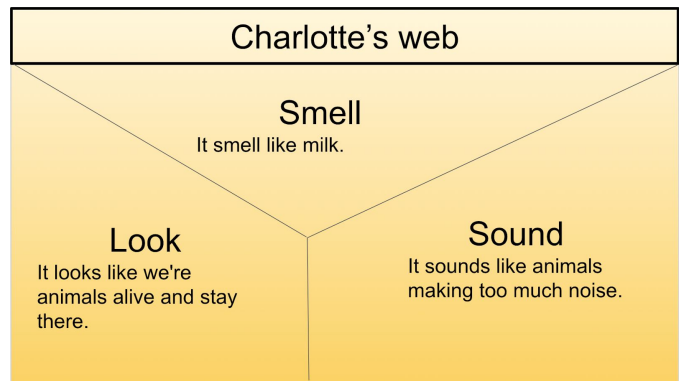 Charlotte’s web
Smell
It smell like milk.
Look
It looks like we're
animals alive and stay
there.
Sound
It sounds like animals
making too much noise.